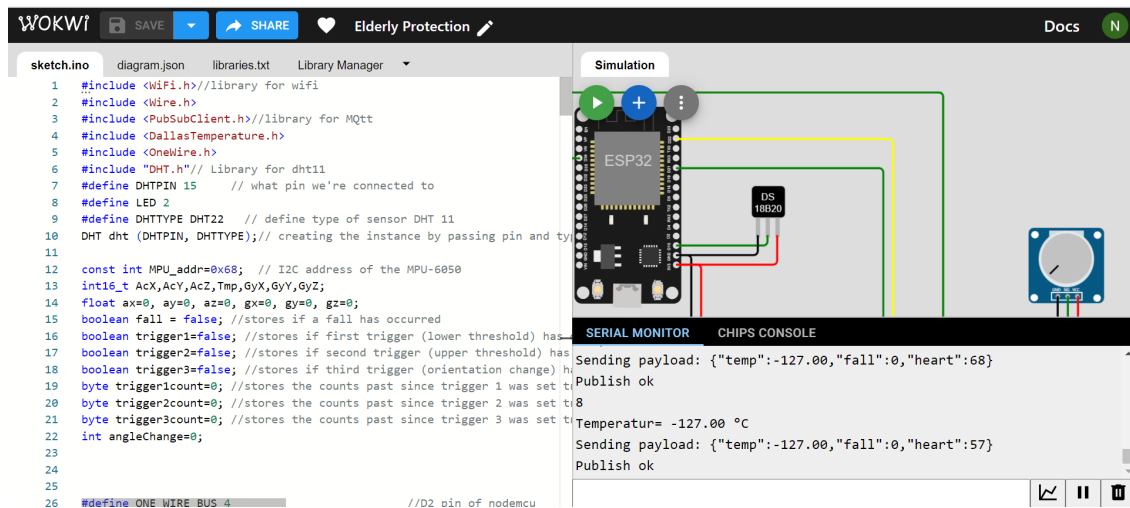 WOKWI SAVE SHARE Elderly Protection Docs N
sketch.ino diagram.json libraries.txt Library Manager
1 #include <WiFi.h>//library for wifi
2 #include <Wire.h>
3 #include <PubSubClient.h>//library for MQtt
4 #include <DallasTemperature.h>
5 #include <OneWire.h>
6 #include "DHT.h"// Library for dht11
7 #define DHTPIN 15 // what pin we're connected to
8 #define LED 2
9 #define DHTTYPE DHT22 // define type of sensor DHT 11
10 DHT dht (DHTPIN, DHTTYPE);// creating the instance by passing pin and typ
11
12 const int MPU_addr=0x68; // I2C address of the MPU-6050
13 int16_t AcX,AcY,AcZ,Tmp,GyX,GyY,GyZ;
14 float ax=0, ay=0, az=0, gx=0, gy=0, gz=0;
15 boolean fall = false; //stores if a fall has occurred
16 boolean trigger1=false; //stores if first trigger (lower threshold) has
17 boolean trigger2=false; //stores if second trigger (upper threshold) has
18 boolean trigger3=false; //stores if third trigger (orientation change) ha
19 byte trigger1count=0; //stores the counts past since trigger 1 was set tr
20 byte trigger2count=0; //stores the counts past since trigger 2 was set tr
21 byte trigger3count=0; //stores the counts past since trigger 3 was set tr
22 int angleChange=0;
23
24
25
26 #define ONE_WIRE_BUS 4 //D2 pin of nodemcu
Simulation
ESP32
DS
18B20
GND SIG VCC
SERIAL MONITOR CHIPS CONSOLE
Sending payload: {"temp":-127.00,"fall":0,"heart":68}
Publish ok
8
Temperatur= -127.00 °C
Sending payload: {"temp":-127.00,"fall":0,"heart":57}
Publish ok